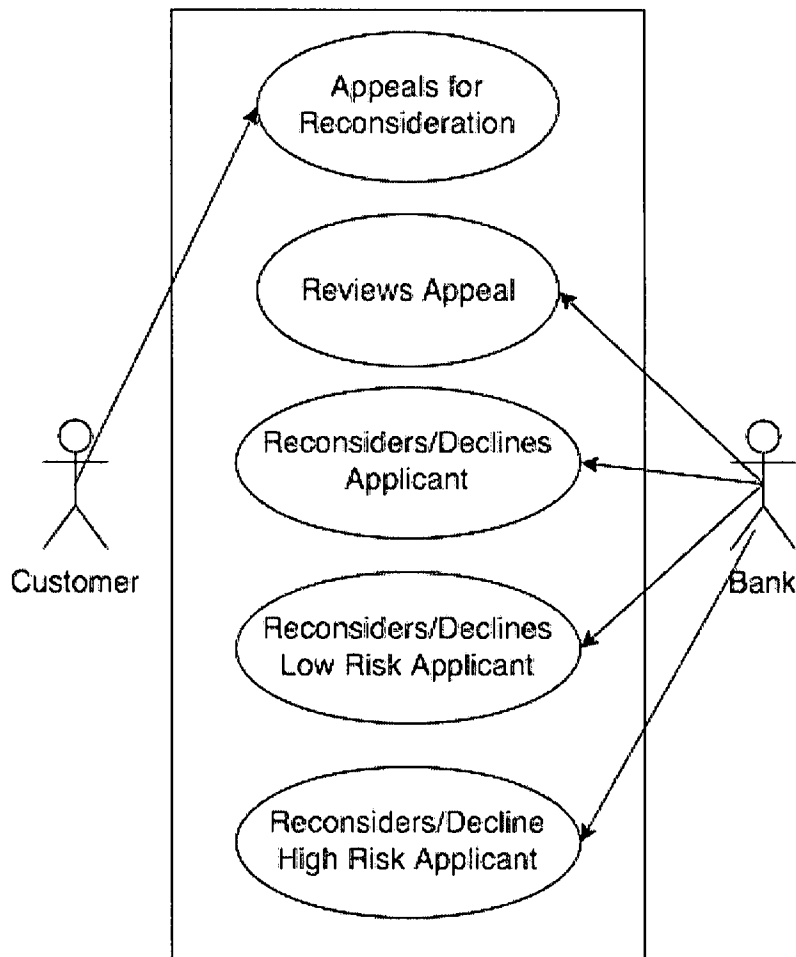 Appeals for
Reconsideration
Reviews Appeal
Reconsiders/Declines
Applicant
Customer
Bank
Reconsiders/Declines
Low Risk Applicant
Reconsiders/Decline
High Risk Applicant